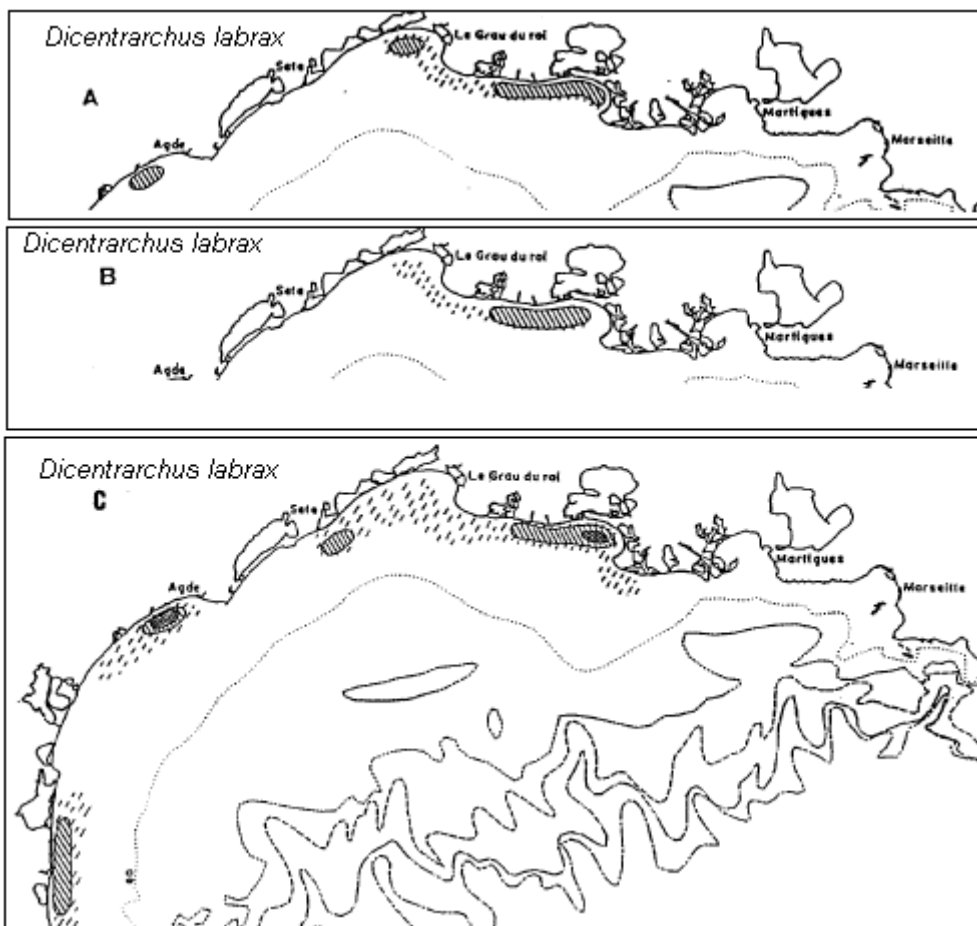 Dicentrarchus labrax
Le Grau du roi
Sete
A
Martigues
Agde
Marseille
Dicentrarchus labrax
B
Le Grau du roi
Sete
Martigues
Agde
Marseille
Dicentrarchus labrax
C
Le Grau du roi
Sete
Martigues
Agde
Marseille